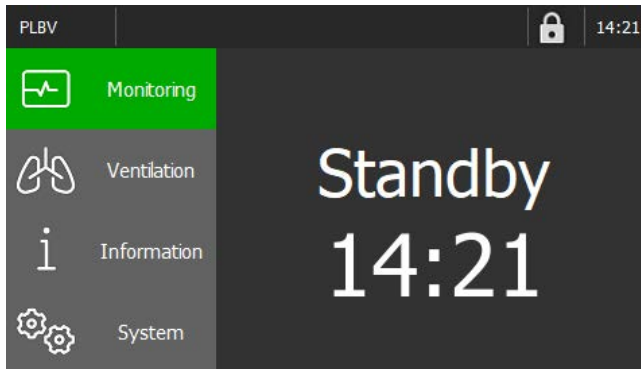 PLBV
14:21
Monitoring
Ventilation
Information
System
Standby
14:21